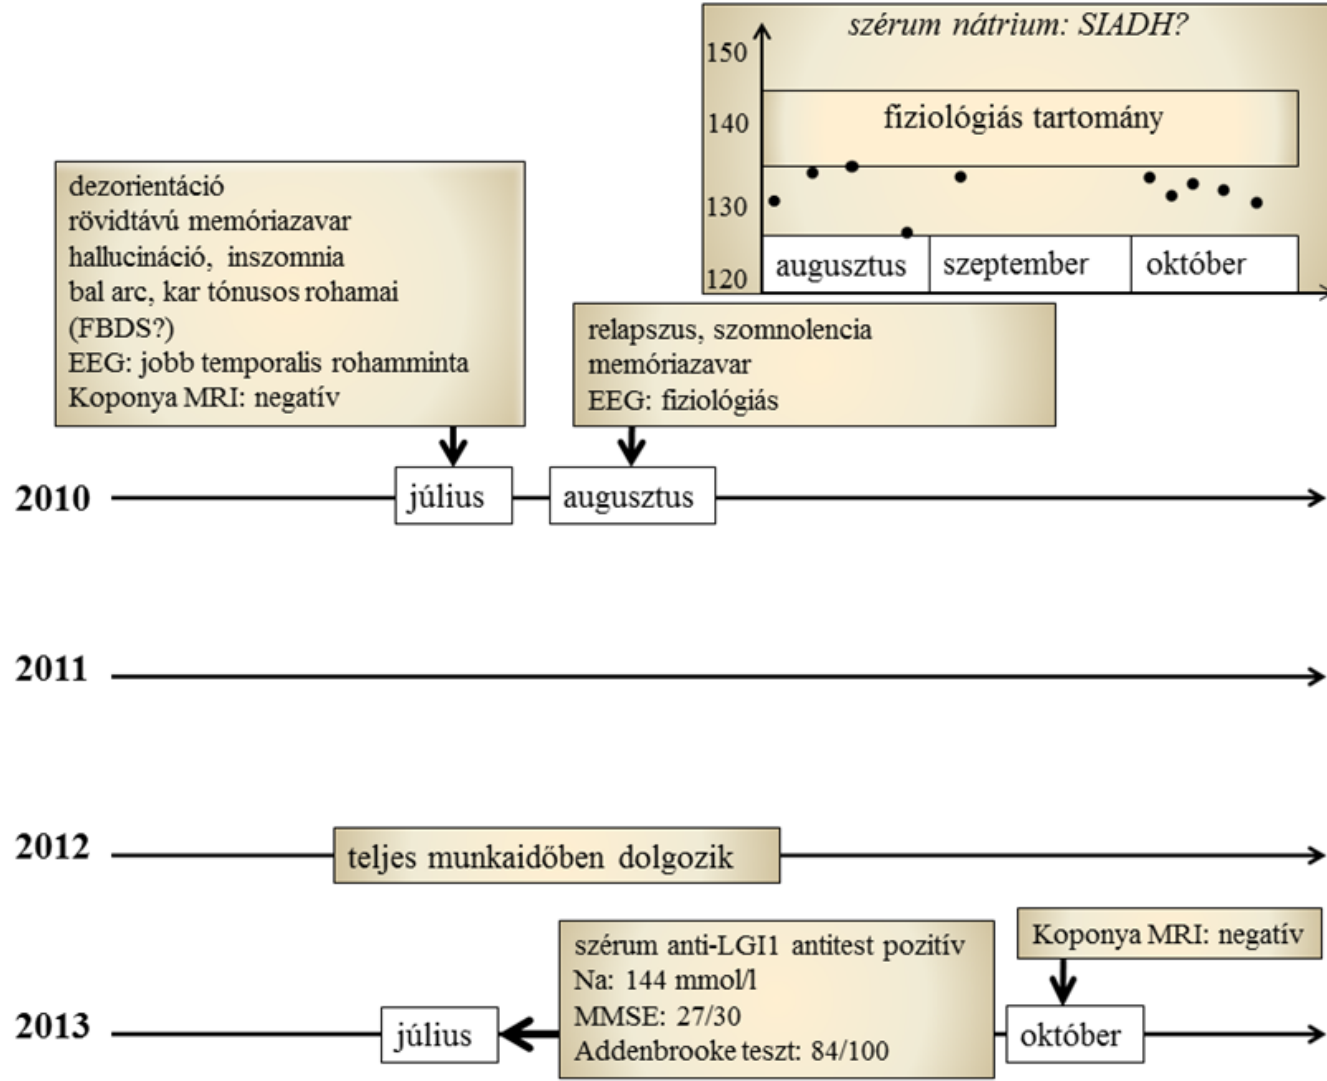 szérum nátrium: SIADH?
150
140
130
120
fiziológiás tartomány
augusztus
szeptember
október
dezorientáció
rövidtávú memóriazavar
hallucináció, inszomnia
bal arc, kar tónusos rohamai
(FBDS?)
EEG: jobb temporalis rohamminta
Koponya MRI: negatív
relapszus, szomnolencia
memóriazavar
EEG: fiziológiás
2010
július
augusztus
2011
2012
teljes munkaidőben dolgozik
szérum anti-LGI1 antitest pozitív
Na: 144 mmol/l
MMSE: 27/30
Addenbrooke teszt: 84/100
Koponya MRI: negatív
2013
július
október